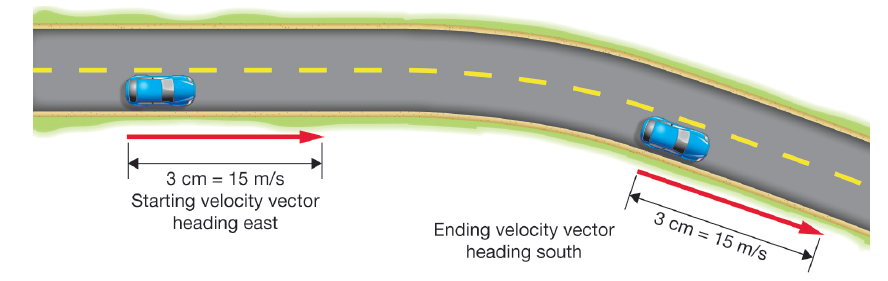 3 cm = 15 m/s
Starting velocity vector
heading east
Ending velocity vector
heading south
3 cm = 15 m/s